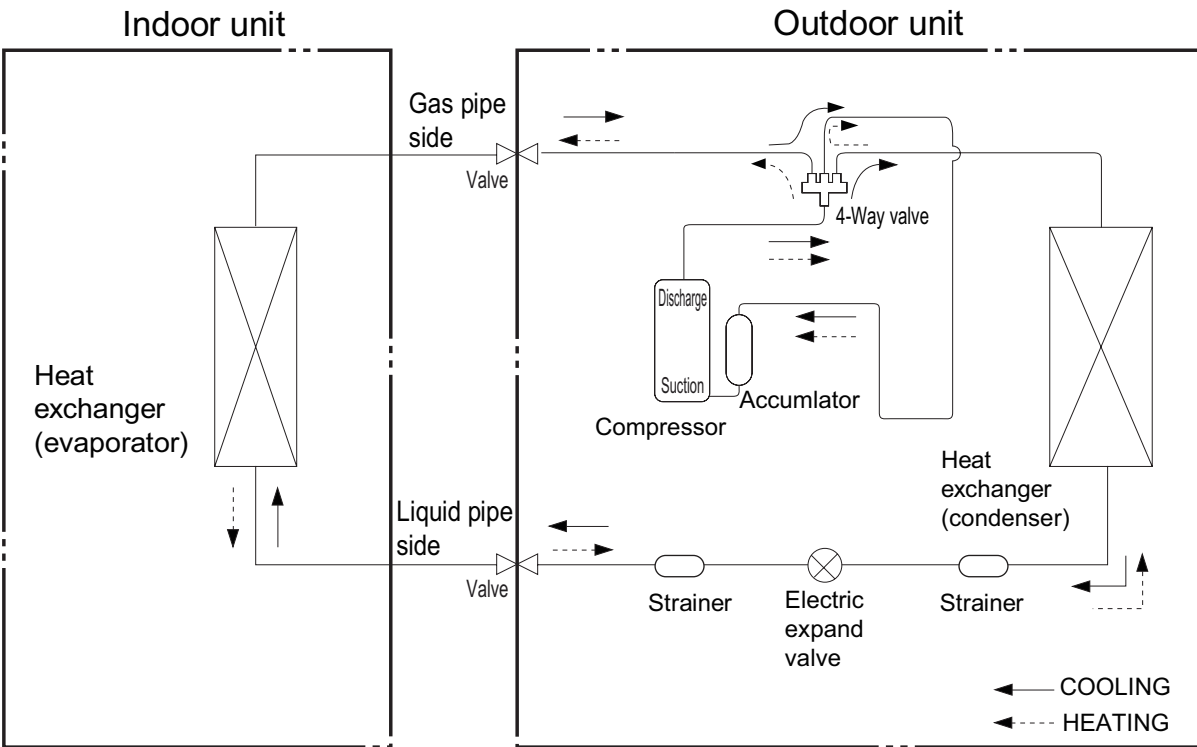 Indoor unit
Outdoor unit
Gas pipe
side
Valve
4-Way valve
Discharge
Suction
Compressor
Accumlator
Heat
exchanger
(evaporator)
Heat
exchanger
(condenser)
Liquid pipe
side
Valve
Strainer
Electric
expand
valve
Strainer
COOLING
HEATING